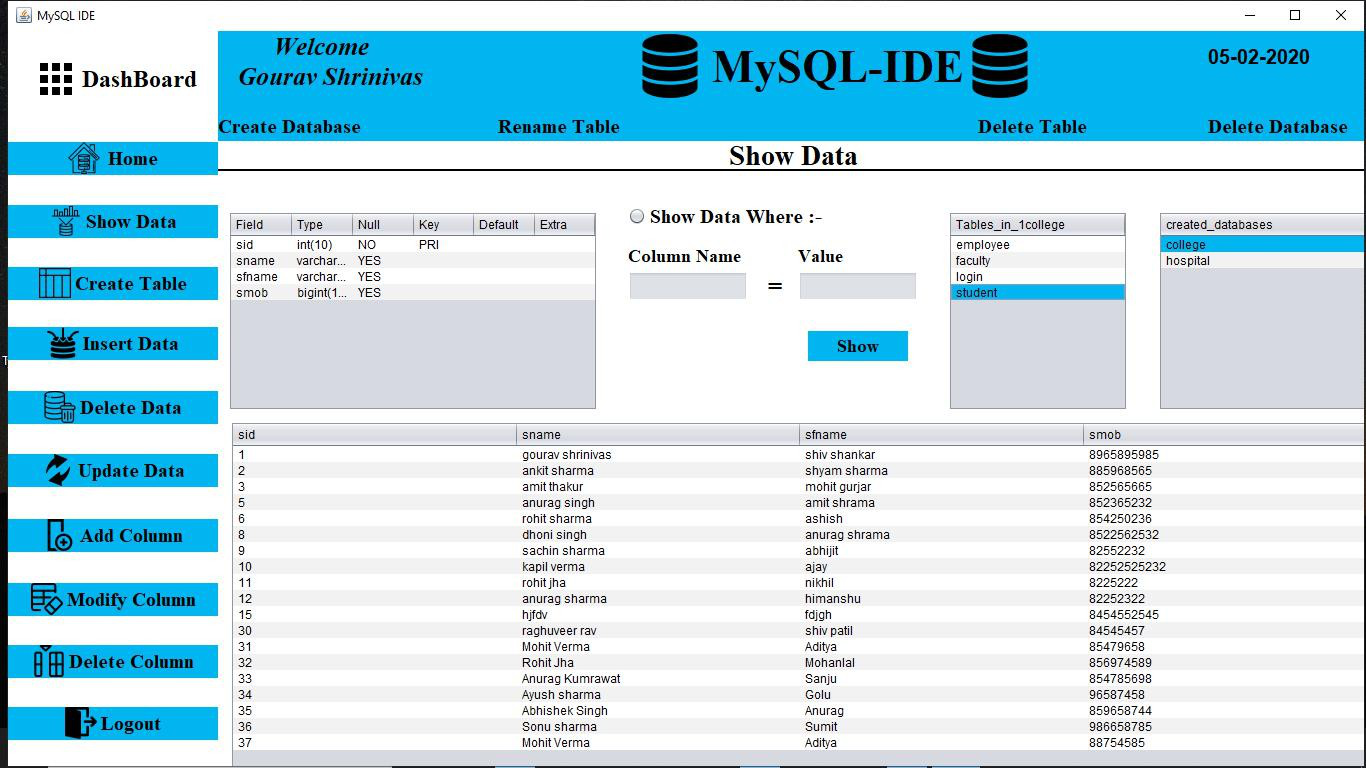 MySQL IDE
DashBoard
Welcome
Gourav Shrinivas
MySQL-IDE
05-02-2020
Create Database Rename Table Delete Table Delete Database
Home
Show Data
Create Table
Insert Data
Delete Data
Update Data
Add Column
Modify Column
Delete Column
Logout
Show Data
Field Type Null Key Default Extra
sid int(10) NO PRI
sname varchar... YES
sfname varchar... YES
smob bigint(1... YES
Show Data Where :-
Column Name Value
=
Show
Tables_in_1college
employee
faculty
login
student
created_databases
college
hospital
sid sname sfname smob
1 gourav shrinivas shiv shankar 8965895985
2 ankit sharma shyam sharma 885968565
3 amit thakur mohit gurjar 852565665
5 anurag singh amit shrama 852365232
6 rohit sharma ashish 854250236
8 dhoni singh anurag shrama 8522562532
9 sachin sharma abhijit 82552232
10 kapil verma ajay 82252525232
11 rohit jha nikhil 8225222
12 anurag sharma himanshu 82252322
15 hjfdv fdjgh 8454552545
30 raghuveer rav shiv patil 84545457
31 Mohit Verma Aditya 85479658
32 Rohit Jha Mohanlal 856974589
33 Anurag Kumrawat Sanju 854785698
34 Ayush sharma Golu 96587458
35 Abhishek Singh Anurag 859658744
36 Sonu sharma Sumit 986658785
37 Mohit Verma Aditya 88754585